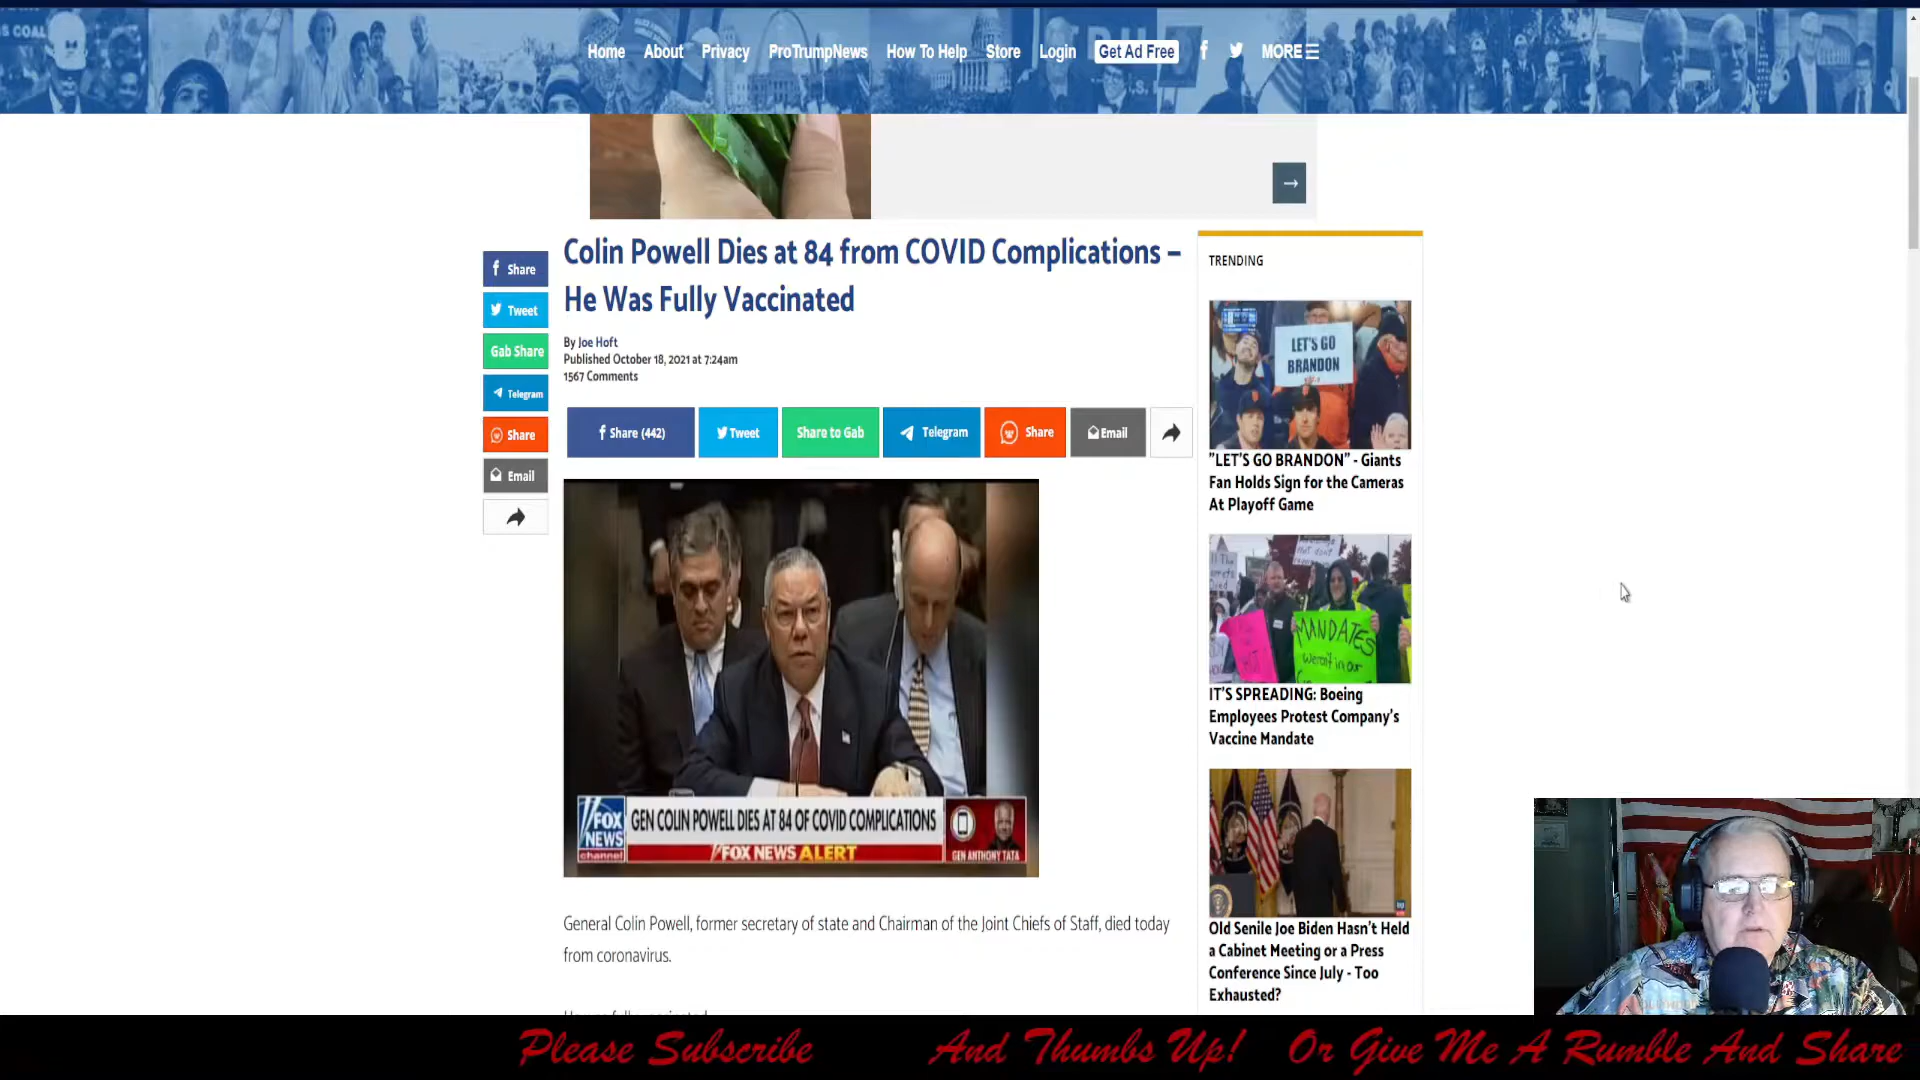 S COAL
Home About Privacy ProTrumpNews How To Help Store Login Get Ad Free MORE
Colin Powell Dies at 84 from COVID Complications –
He Was Fully Vaccinated
By Joe Hoft
Published October 18, 2021 at 7:24am
1567 Comments
Share
Tweet
Gab Share
Telegram
Share
Email
Share (442) Tweet Share to Gab Telegram Share Email
FOX
NEWS
channel
GEN COLIN POWELL DIES AT 84 OF COVID COMPLICATIONS
FOX NEWS ALERT
GEN ANTHONY TATA
General Colin Powell, former secretary of state and Chairman of the Joint Chiefs of Staff, died today
from coronavirus.
TRENDING
LET'S GO
BRANDON
"LET'S GO BRANDON" - Giants
Fan Holds Sign for the Cameras
At Playoff Game
MANDATES
weren't in our
IT'S SPREADING: Boeing
Employees Protest Company's
Vaccine Mandate
Old Senile Joe Biden Hasn't Held
a Cabinet Meeting or a Press
Conference Since July - Too
Exhausted?
Please Subscribe And Thumbs Up! Or Give Me A Rumble And Share